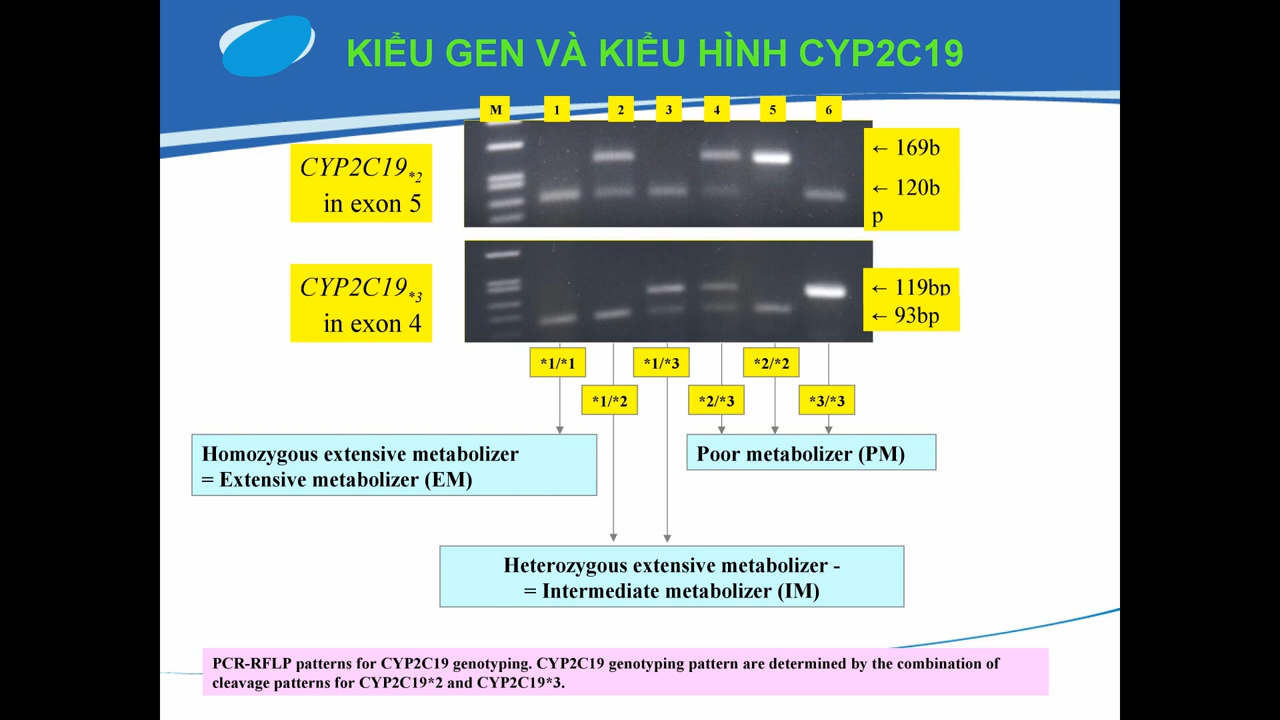 KIỂU GEN VÀ KIỂU HÌNH CYP2C19
M 1 2 3 4 5 6
CYP2C19*2
in exon 5
← 169b
← 120b
p
CYP2C19*3
in exon 4
← 119bp
← 93bp
*1/*1 *1/*3 *2/*2
*1/*2 *2/*3 *3/*3
Homozygous extensive metabolizer
= Extensive metabolizer (EM)
Poor metabolizer (PM)
Heterozygous extensive metabolizer -
= Intermediate metabolizer (IM)
PCR-RFLP patterns for CYP2C19 genotyping. CYP2C19 genotyping pattern are determined by the combination of
cleavage patterns for CYP2C19*2 and CYP2C19*3.